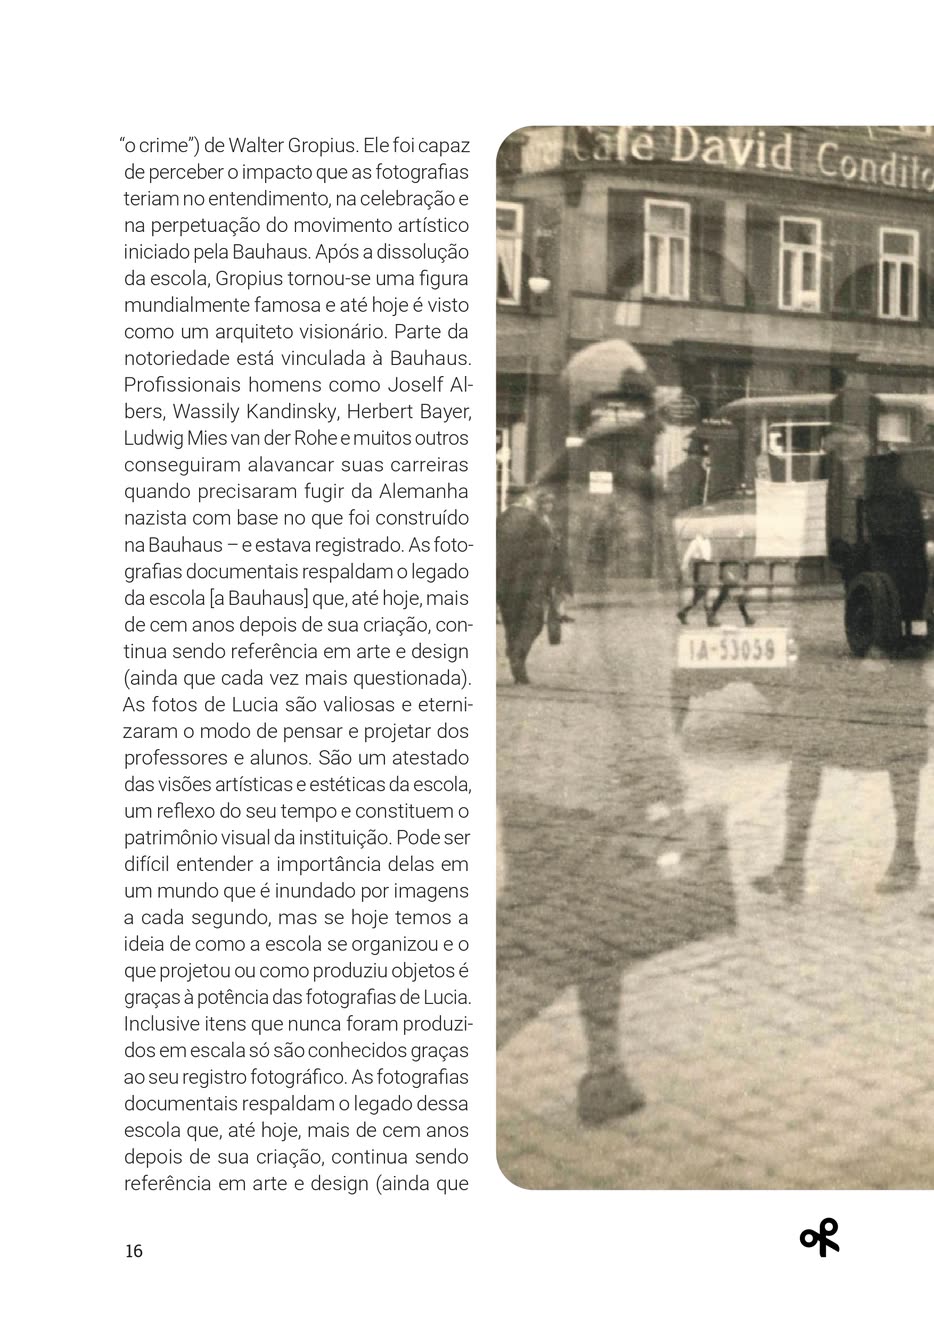 “o crime”) de Walter Gropius. Ele foi capaz
de perceber o impacto que as fotografias
teriam no entendimento, na celebração e
na perpetuação do movimento artístico
iniciado pela Bauhaus. Após a dissolução
da escola, Gropius tornou-se uma figura
mundialmente famosa e até hoje é visto
como um arquiteto visionário. Parte da
notoriedade está vinculada à Bauhaus.
Profissionais homens como Joself Al-
bers, Wassily Kandinsky, Herbert Bayer,
Ludwig Mies van der Rohe e muitos outros
conseguiram alavancar suas carreiras
quando precisaram fugir da Alemanha
nazista com base no que foi construído
na Bauhaus – e estava registrado. As foto-
grafias documentais respaldam o legado
da escola [a Bauhaus] que, até hoje, mais
de cem anos depois de sua criação, con-
tinua sendo referência em arte e design
(ainda que cada vez mais questionada).
As fotos de Lucia são valiosas e eterni-
zaram o modo de pensar e projetar dos
professores e alunos. São um atestado
das visões artísticas e estéticas da escola,
um reflexo do seu tempo e constituem o
patrimônio visual da instituição. Pode ser
difícil entender a importância delas em
um mundo que é inundado por imagens
a cada segundo, mas se hoje temos a
ideia de como a escola se organizou e o
que projetou ou como produziu objetos é
graças à potência das fotografias de Lucia.
Inclusive itens que nunca foram produzi-
dos em escala só são conhecidos graças
ao seu registro fotográfico. As fotografias
documentais respaldam o legado dessa
escola que, até hoje, mais de cem anos
depois de sua criação, continua sendo
referência em arte e design (ainda que
Café David Condito
IA-53059
16